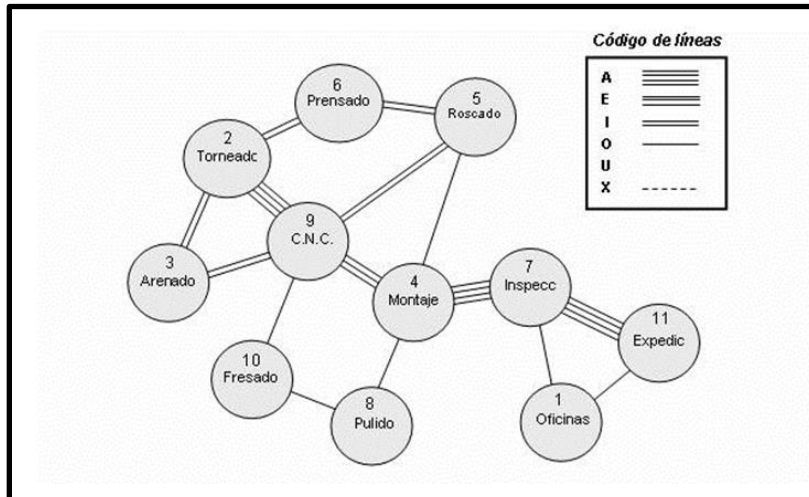 Código de líneas
A
E
I
O
U
X
6
Prensado
5
Roscado
2
Torneadc
9
C.N.C.
3
Arenado
4
Montaje
7
Inspecc
11
Expedic
10
Fresado
8
Pulido
1
Oficinas